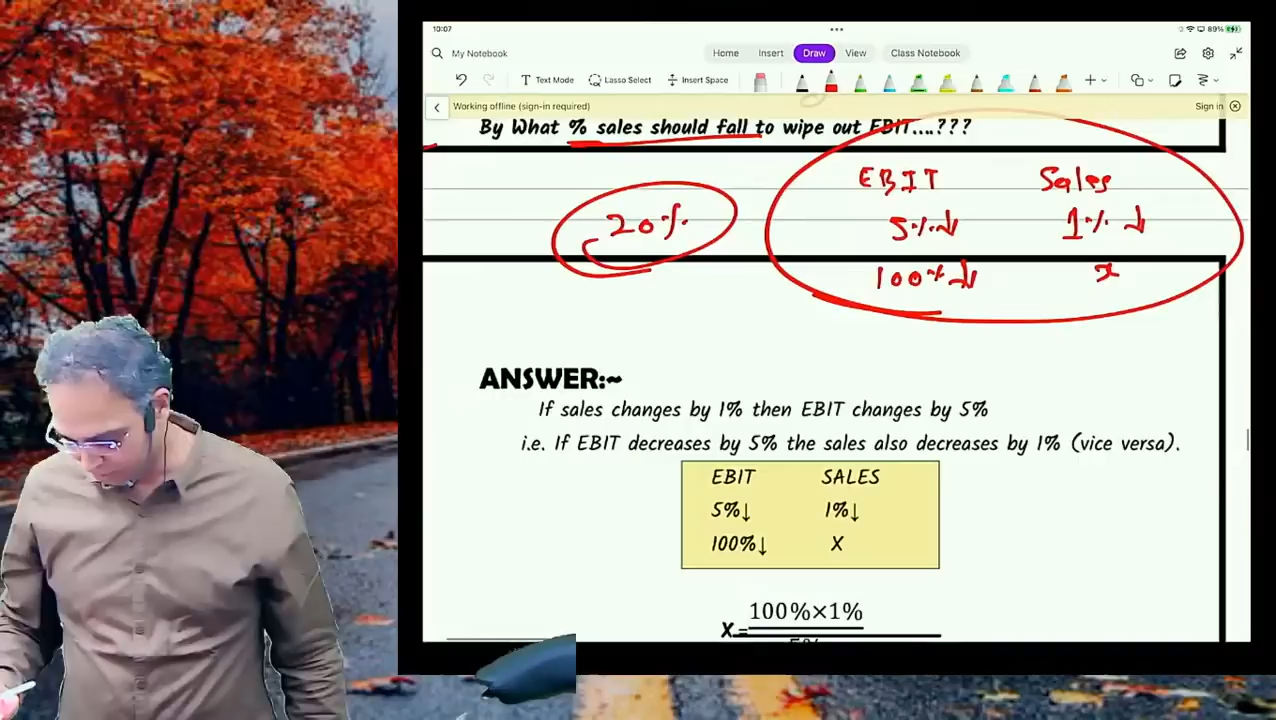 10:07
89%
My Notebook
Home Insert Draw View Class Notebook
Text Mode Lasso Select Insert Space
Working offline (sign-in required) Sign in
By What % sales should fall to wipe out EBIT....???
EBIT Sales
20% 5%↓ 1%↓
100%↓ x
ANSWER:~
If sales changes by 1% then EBIT changes by 5%
i.e. If EBIT decreases by 5% the sales also decreases by 1% (vice versa).
EBIT SALES
5%↓ 1%↓
100%↓ X
100%×1%
X=